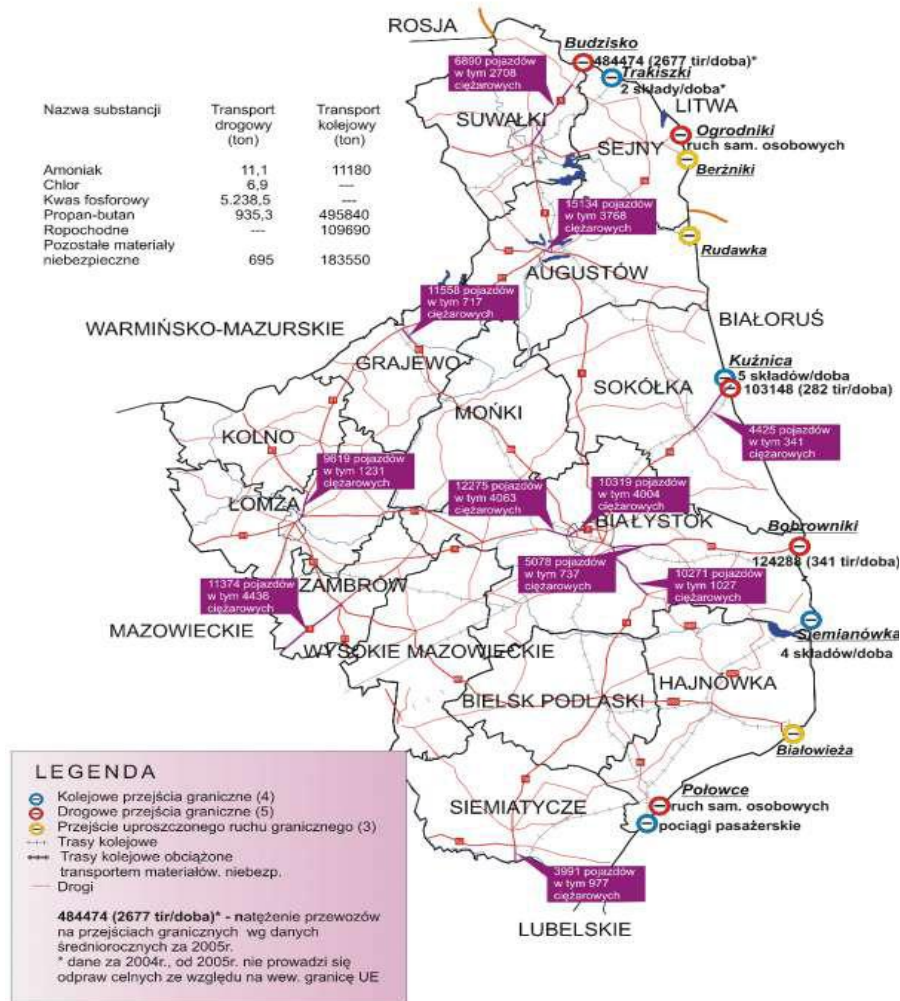 ROSJA
Budzisko
484474 (2677 tir/doba)*
Trakiszki
2 składy/doba*
6890 pojazdów
w tym 2708
ciężarowych
LITWA
SUWAŁKI
Ogrodniki
ruch sam. osobowych
SEJNY
Berżniki
Nazwa substancji Transport drogowy (ton) Transport kolejowy (ton)
Amoniak 11,1 11180
Chlor 6,9 ---
Kwas fosforowy 5.238,5 ---
Propan-butan 935,3 495840
Ropochodne --- 109690
Pozostałe materiały
niebezpieczne 695 183550
15134 pojazdów
w tym 3768
ciężarowych
Rudawka
AUGUSTÓW
11558 pojazdów
w tym 717
ciężarowych
WARMIŃSKO-MAZURSKIE
BIAŁORUŚ
GRAJEWO
Kuźnica
5 składów/doba
103148 (282 tir/doba)
SOKÓŁKA
MOŃKI
4425 pojazdów
w tym 341
ciężarowych
KOLNO
9619 pojazdów
w tym 1231
ciężarowych
12275 pojazdów
w tym 4063
ciężarowych
10319 pojazdów
w tym 4004
ciężarowych
ŁOMŻA
BIAŁYSTOK
Bobrowniki
124288 (341 tir/doba)
5078 pojazdów
w tym 737
ciężarowych
10271 pojazdów
w tym 1027
ciężarowych
11374 pojazdów
w tym 4436
ciężarowych
ZAMBRÓW
MAZOWIECKIE
Siemianówka
4 składów/doba
WYSOKIE MAZOWIECKIE
HAJNÓWKA
BIELSK PODLASKI
Białowieża
Połowce
ruch sam. osobowych
pociągi pasażerskie
SIEMIATYCZE
3991 pojazdów
w tym 977
ciężarowych
LUBELSKIE
LEGENDA
Kolejowe przejścia graniczne (4)
Drogowe przejścia graniczne (5)
Przejście uproszczonego ruchu granicznego (3)
Trasy kolejowe
Trasy kolejowe obciążone
transportem materiałów. niebezp.
Drogi
484474 (2677 tir/doba)* - natężenie przewozów
na przejściach granicznych wg danych
średniorocznych za 2005r.
* dane za 2004r., od 2005r. nie prowadzi się
odpraw celnych ze względu na wew. granicę UE